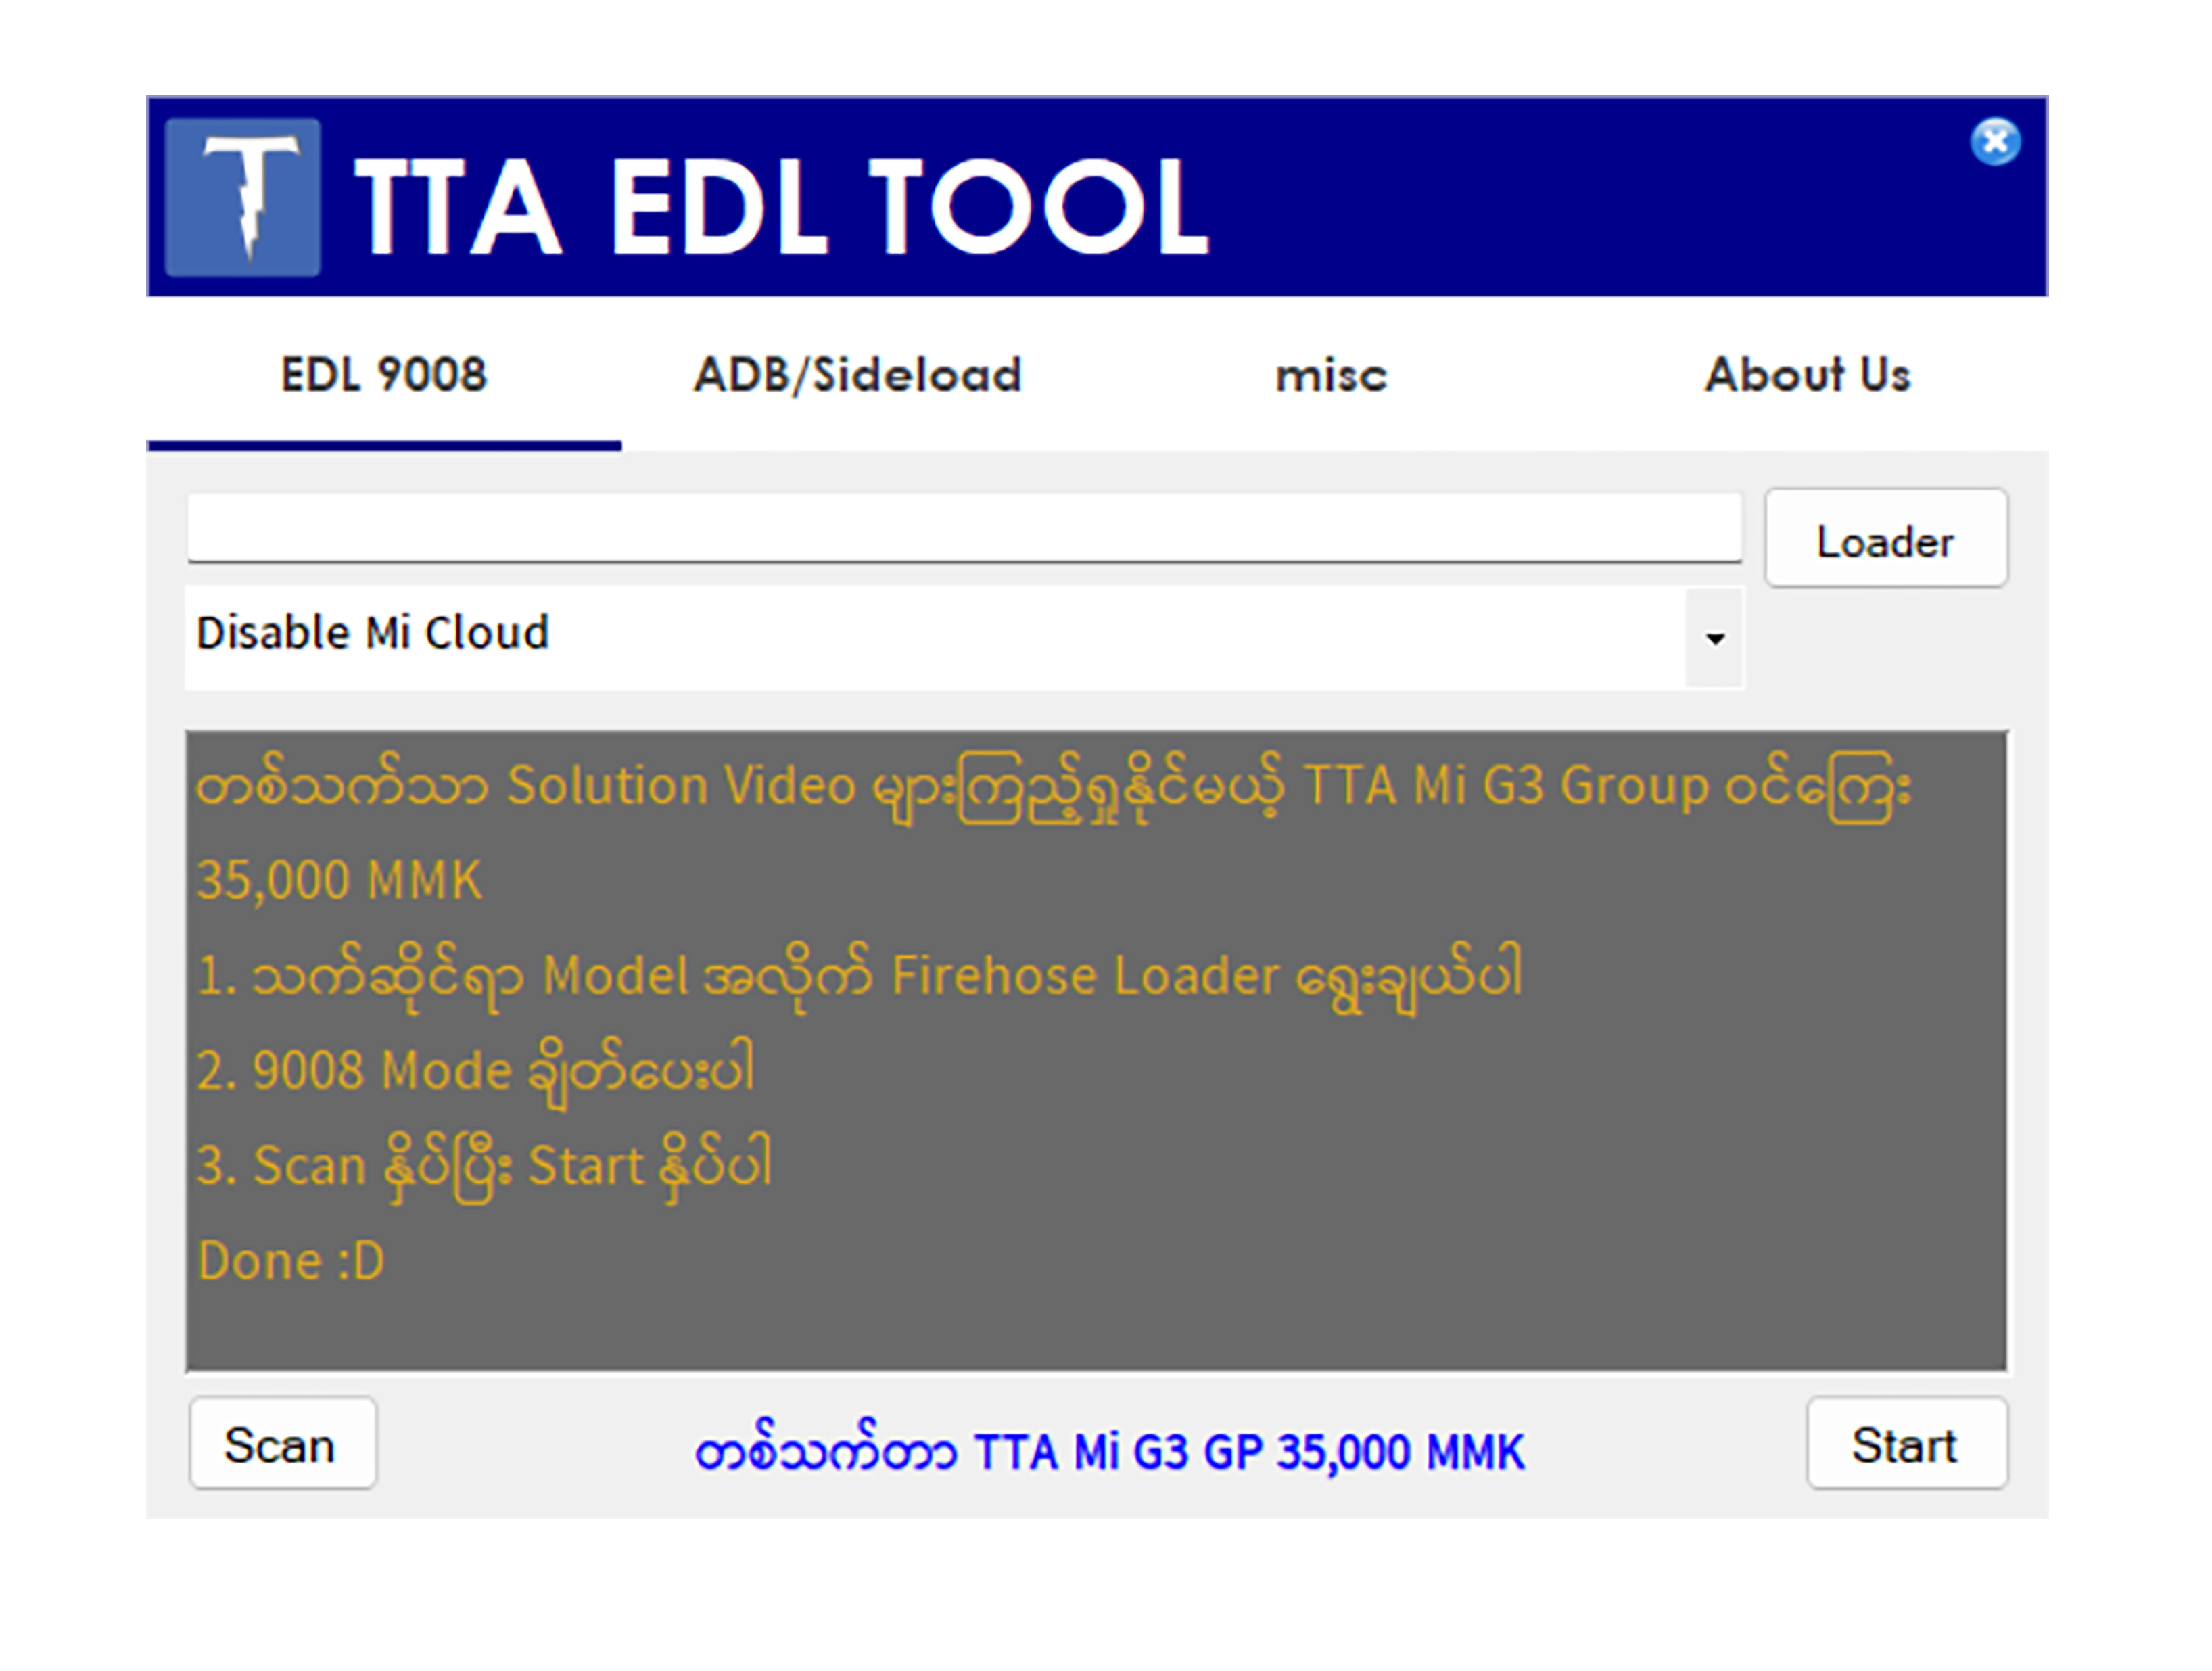 T TTA EDL TOOL
EDL 9008 ADB/Sideload misc About Us
Loader
Disable Mi Cloud
တစ်သက်သာ Solution Video များကြည့်ရှုနိုင်မယ့် TTA Mi G3 Group ဝင်ကြေး
35,000 MMK
1. သက်ဆိုင်ရာ Model အလိုက် Firehose Loader ရွေးချယ်ပါ
2. 9008 Mode ချိတ်ပေးပါ
3. Scan နှိပ်ပြီး Start နှိပ်ပါ
Done :D
Scan တစ်သက်တာ TTA Mi G3 GP 35,000 MMK Start